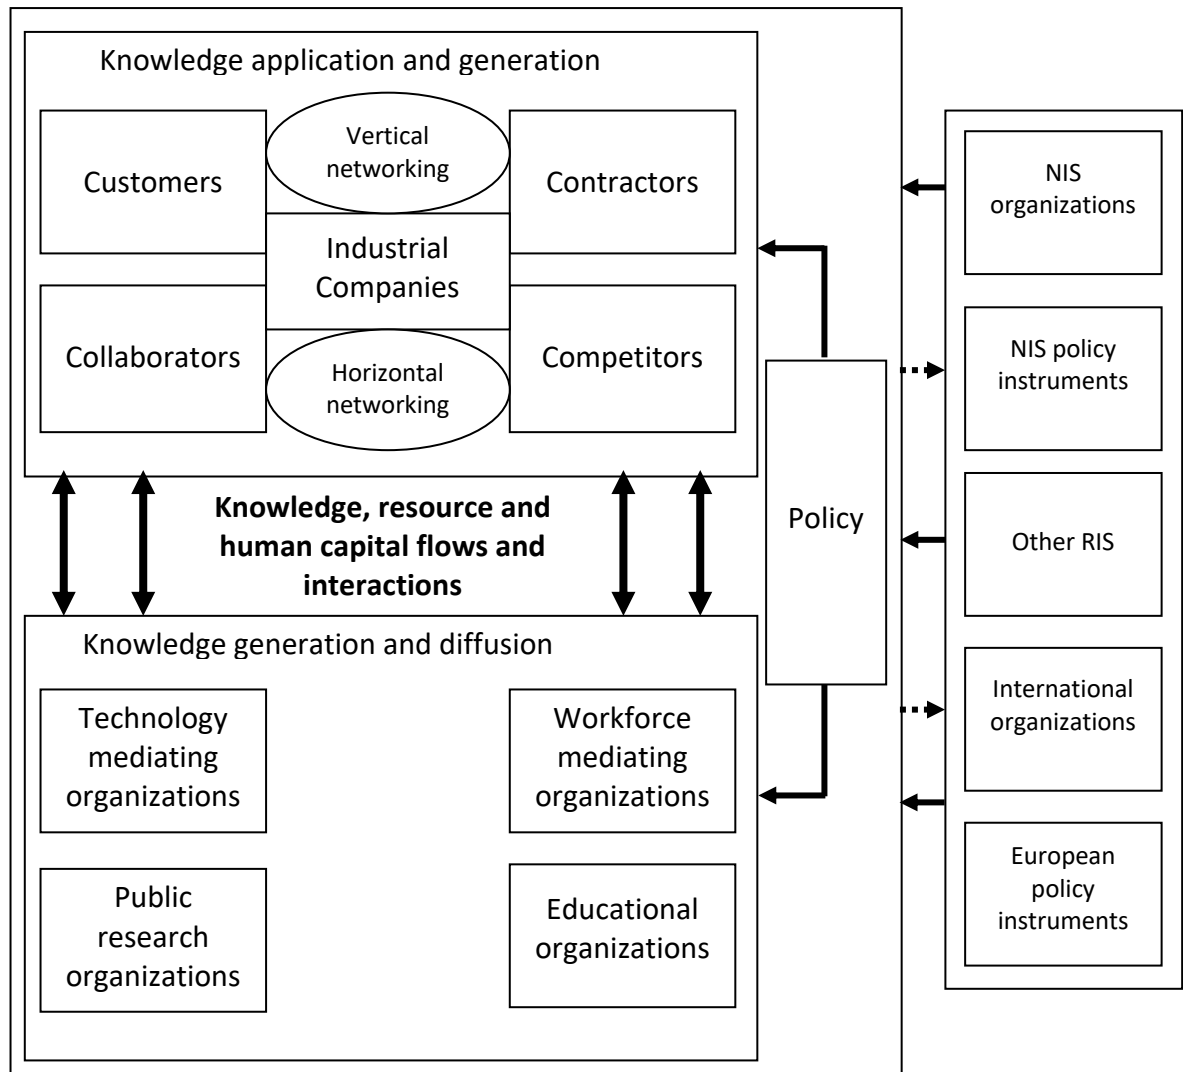 Knowledge application and generation
Customers
Vertical
networking
Contractors
Industrial
Companies
Collaborators
Horizontal
networking
Competitors
Knowledge, resource and
human capital flows and
interactions
Knowledge generation and diffusion
Technology
mediating
organizations
Workforce
mediating
organizations
Public
research
organizations
Educational
organizations
Policy
NIS
organizations
NIS policy
instruments
Other RIS
International
organizations
European
policy
instruments